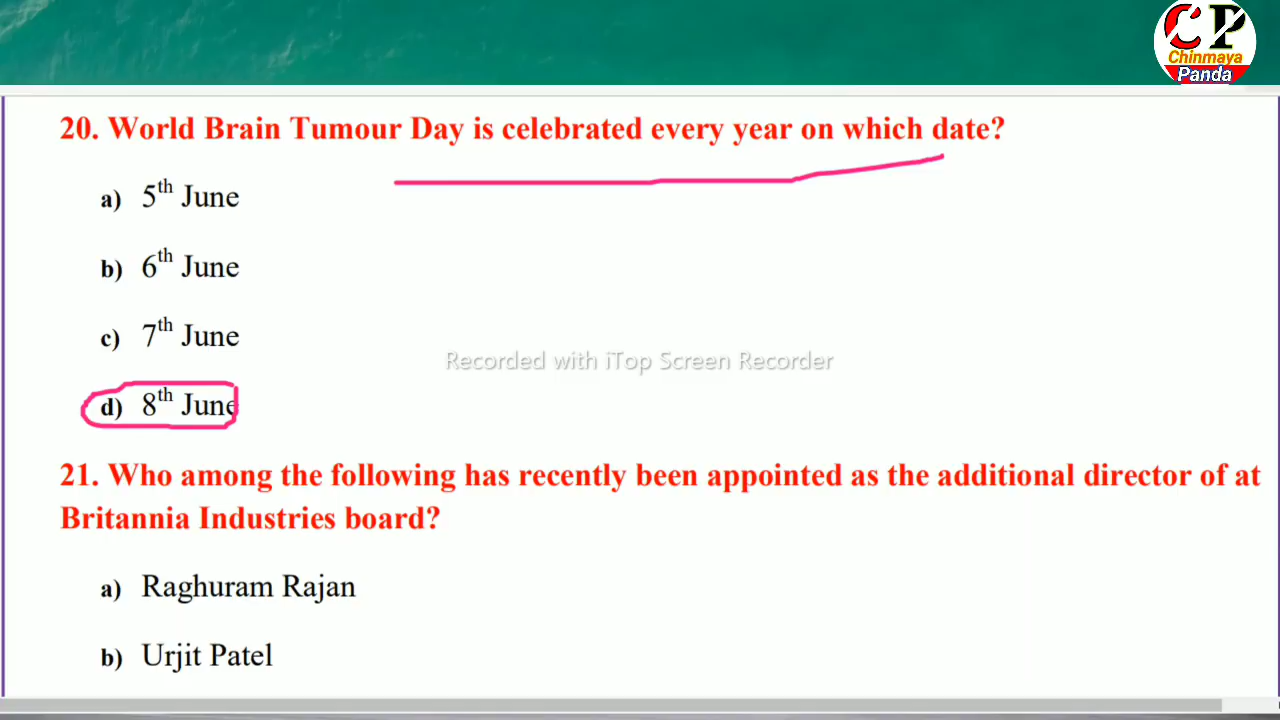 CP
Chinmaya
Panda
20. World Brain Tumour Day is celebrated every year on which date?
a) 5th June
b) 6th June
c) 7th June
Recorded with iTop Screen Recorder
d) 8th June
21. Who among the following has recently been appointed as the additional director of at
Britannia Industries board?
a) Raghuram Rajan
b) Urjit Patel